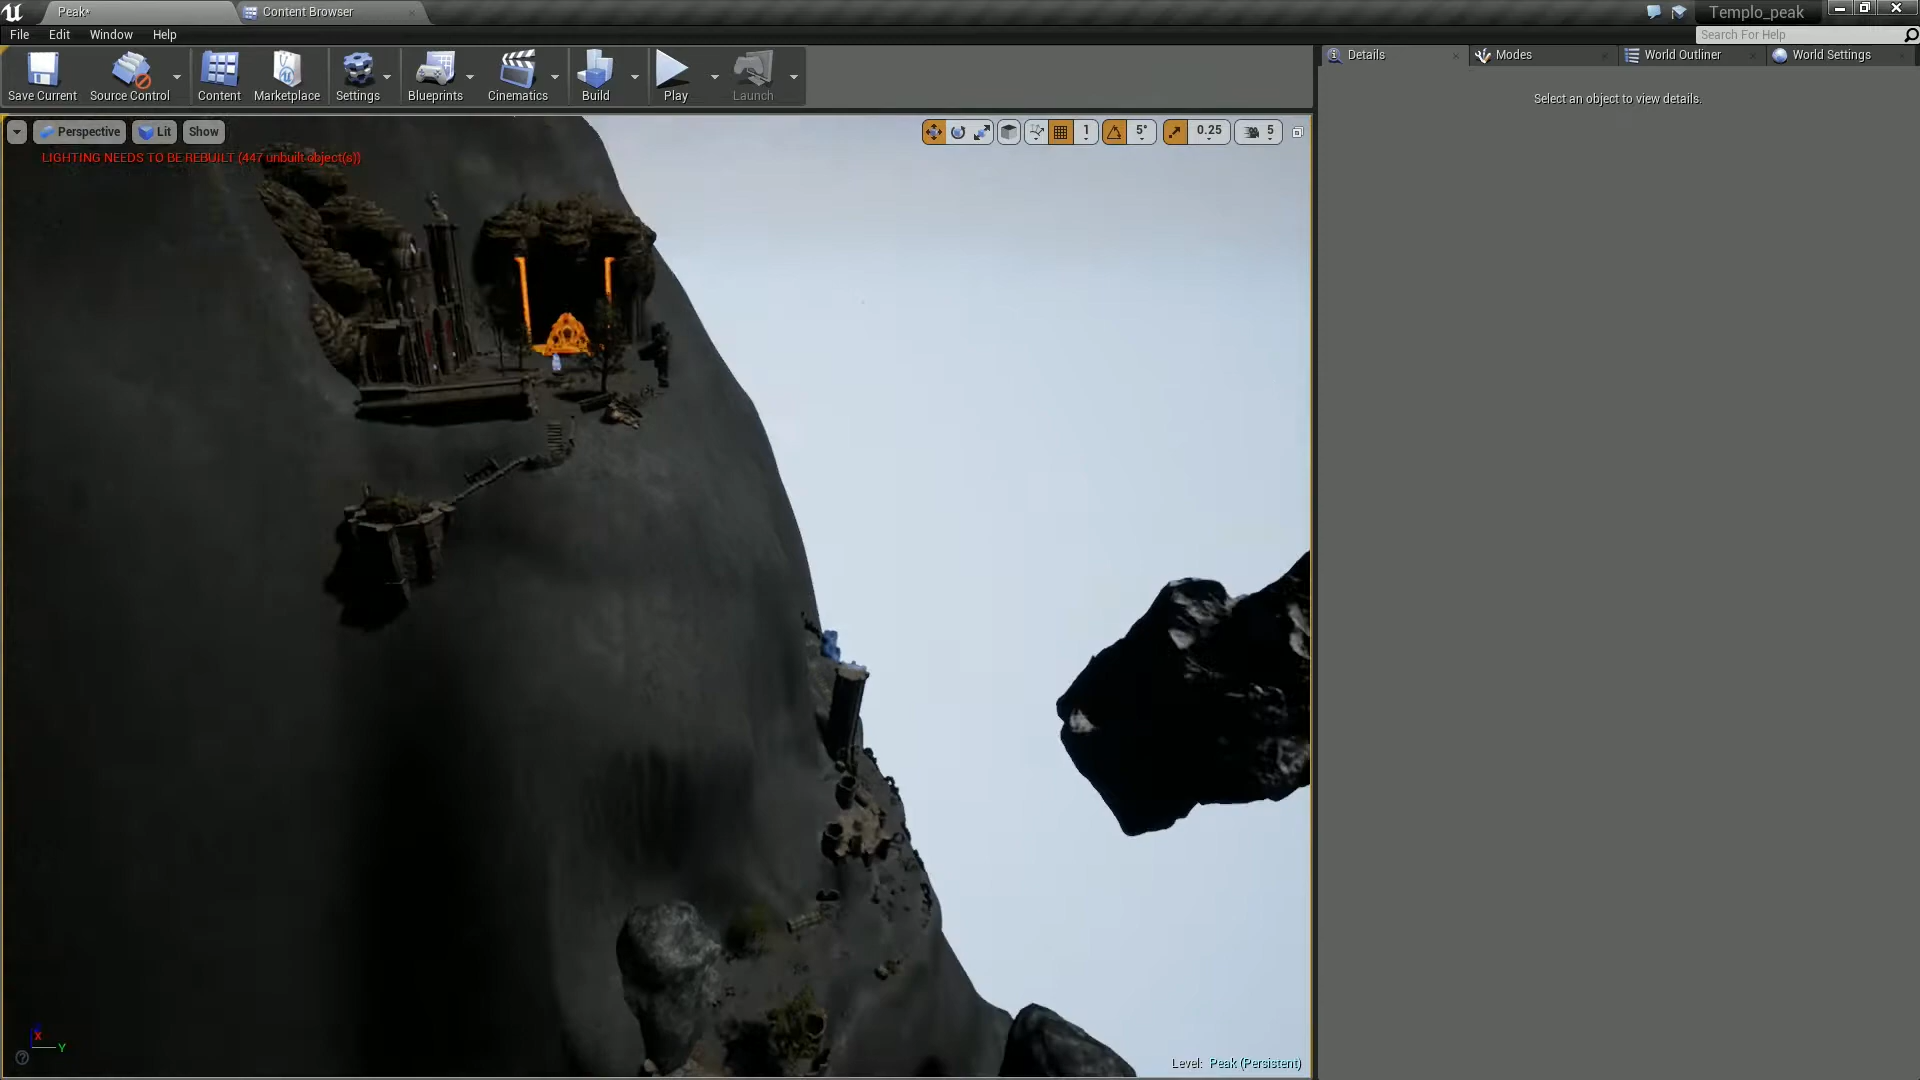 Peak*
Content Browser
Templo_peak
File Edit Window Help
Search For Help
Save Current Source Control Content Marketplace Settings Blueprints Cinematics Build Play Launch
Details Modes World Outliner World Settings
Select an object to view details.
Perspective Lit Show
1 5° 0.25 5
LIGHTING NEEDS TO BE REBUILT (447 unbuilt object(s))
X
Y
Level: Peak (Persistent)